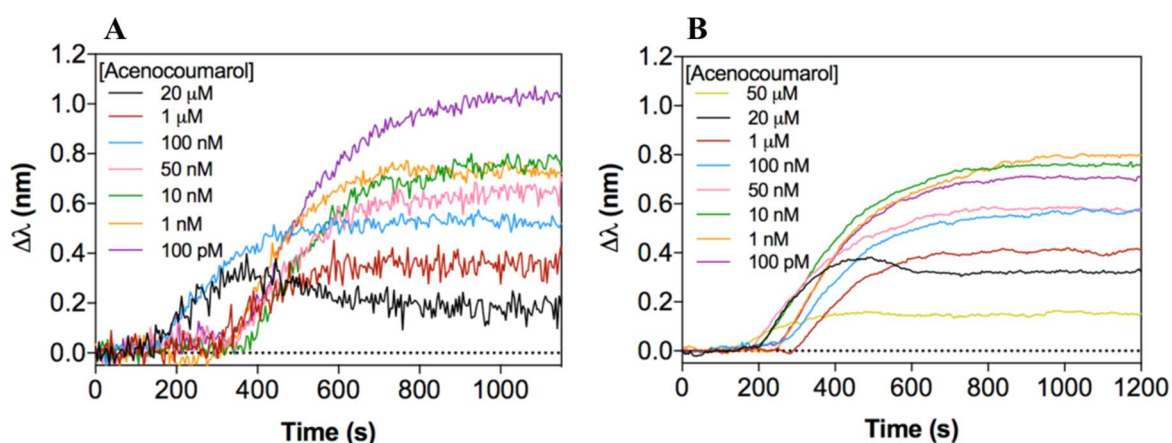 A
1.2
1.0
0.8
0.6
0.4
0.2
0.0
Δλ (nm)
[Acenocoumarol]
20 μM
1 μM
100 nM
50 nM
10 nM
1 nM
100 pM
0 200 400 600 800 1000
Time (s)
B
1.2
1.0
0.8
0.6
0.4
0.2
0.0
Δλ (nm)
[Acenocoumarol]
50 μM
20 μM
1 μM
100 nM
50 nM
10 nM
1 nM
100 pM
0 200 400 600 800 1000 1200
Time (s)